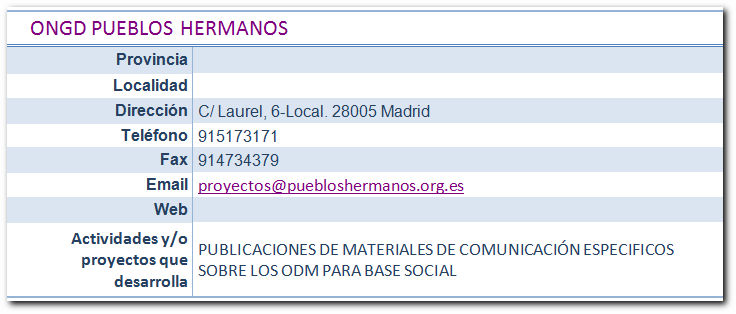 ONGD PUEBLOS HERMANOS
Provincia
Localidad
Dirección C/ Laurel, 6-Local. 28005 Madrid
Teléfono 915173171
Fax 914734379
Email proyectos@puebloshermanos.org.es
Web
Actividades y/o
proyectos que
desarrolla
PUBLICACIONES DE MATERIALES DE COMUNICACIÓN ESPECIFICOS
SOBRE LOS ODM PARA BASE SOCIAL